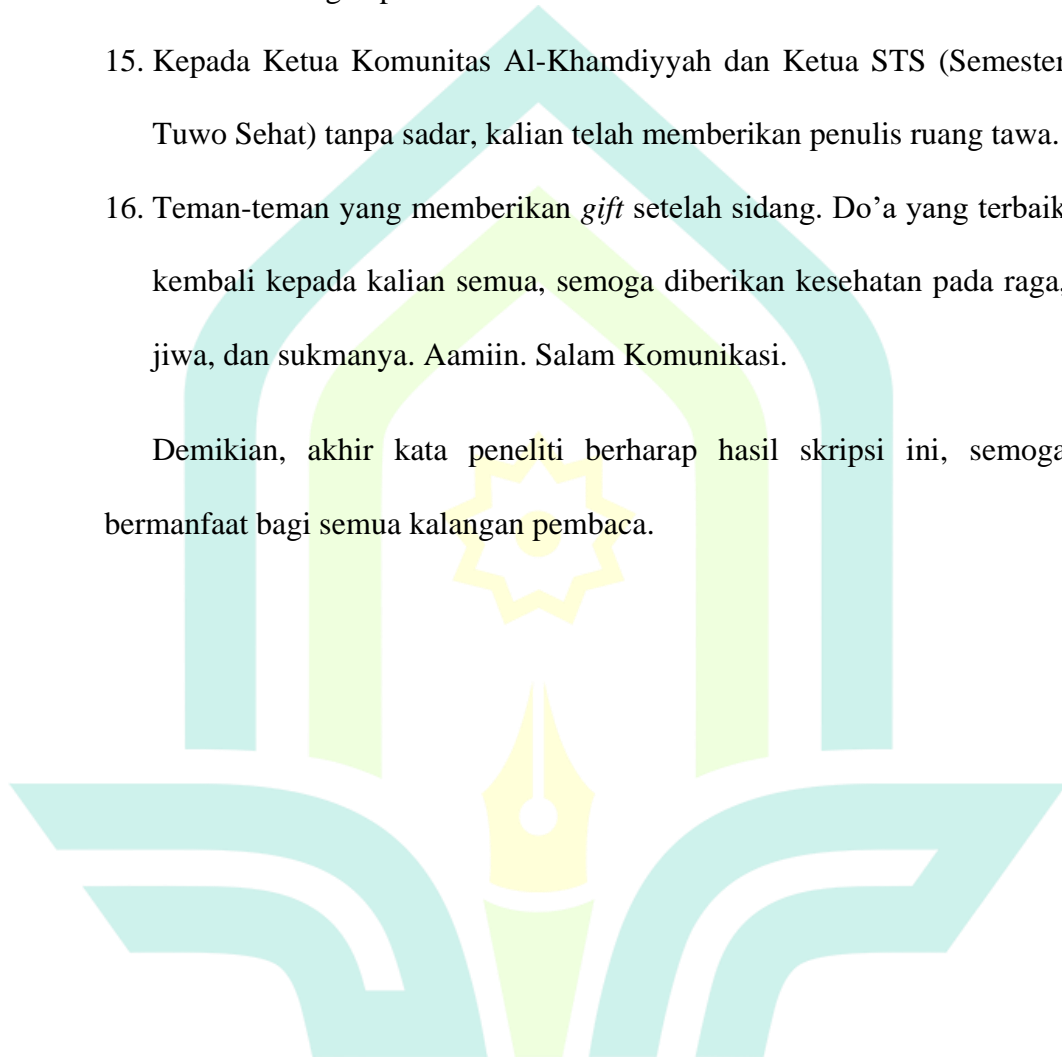 15. Kepada Ketua Komunitas Al-Khamdiyyah dan Ketua STS (Semester
Tuwo Sehat) tanpa sadar, kalian telah memberikan penulis ruang tawa.
16. Teman-teman yang memberikan gift setelah sidang. Do’a yang terbaik
kembali kepada kalian semua, semoga diberikan kesehatan pada raga,
jiwa, dan sukmanya. Aamiin. Salam Komunikasi.
Demikian, akhir kata peneliti berharap hasil skripsi ini, semoga
bermanfaat bagi semua kalangan pembaca.